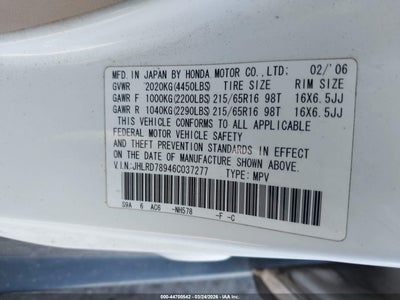 MFD. IN JAPAN BY HONDA MOTOR CO., LTD: 02/'06
GVWR 2020KG(4450LBS) TIRE SIZE RIM SIZE
GAWR F 1000KG(2200LBS) 215/65R16 98T 16X6.5JJ
GAWR R 1040KG(2290LBS) 215/65R16 98T 16X6.5JJ
THIS VEHICLE CONFORMS TO ALL APPLICABLE
FEDERAL MOTOR VEHICLE SAFETY
AND THEFT PREVENTION STANDARDS IN EFFECT
ON THE DATE OF MANUFACTURE SHOWN ABOVE.
V.I.N:JHLRD78946C037277 TYPE: MPV
S9A 6 AC6 -NH578 -F -C
000-44700542 - 03/24/2026 - IAA, Inc.